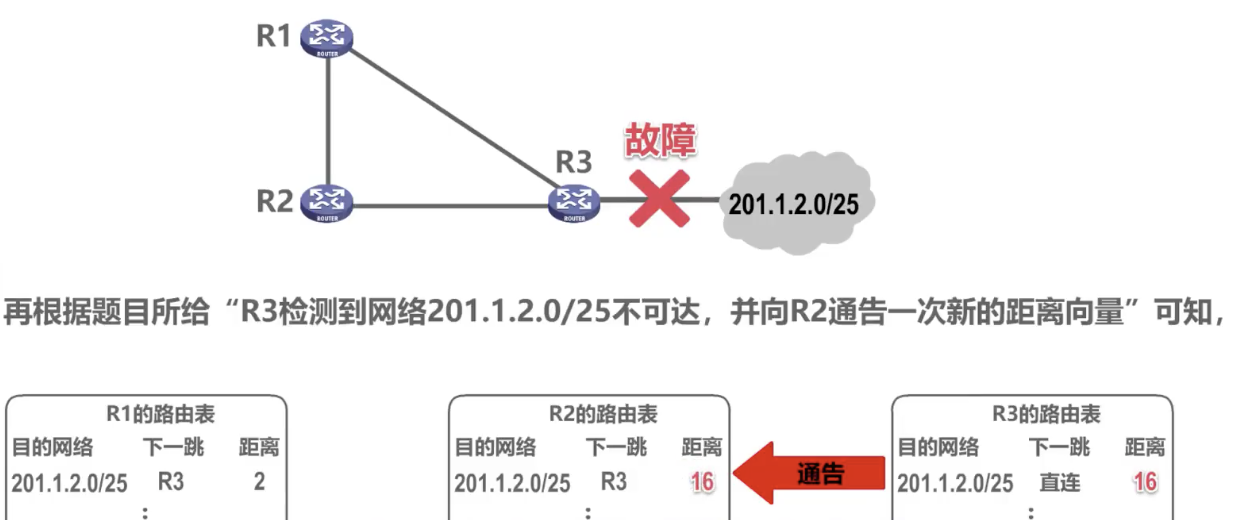 R1
ROUTER
故障
R3
R2
ROUTER
ROUTER
201.1.2.0/25
再根据题目所给“R3检测到网络201.1.2.0/25不可达，并向R2通告一次新的距离向量”可知，
R1的路由表
目的网络 下一跳 距离
201.1.2.0/25 R3 2
⋮
R2的路由表
目的网络 下一跳 距离
201.1.2.0/25 R3 16
⋮
通告
R3的路由表
目的网络 下一跳 距离
201.1.2.0/25 直连 16
⋮